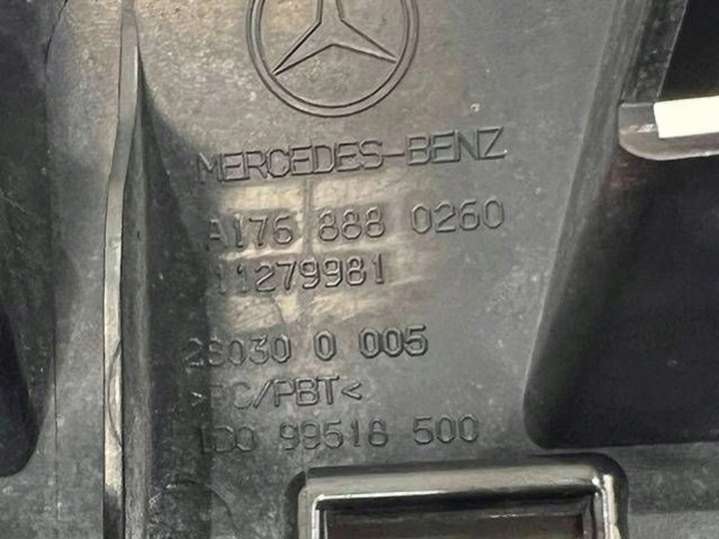 MERCEDES-BENZ
A176 888 0260
11279981
26030 0 005
>PC/PBT<
1D0 99518 500